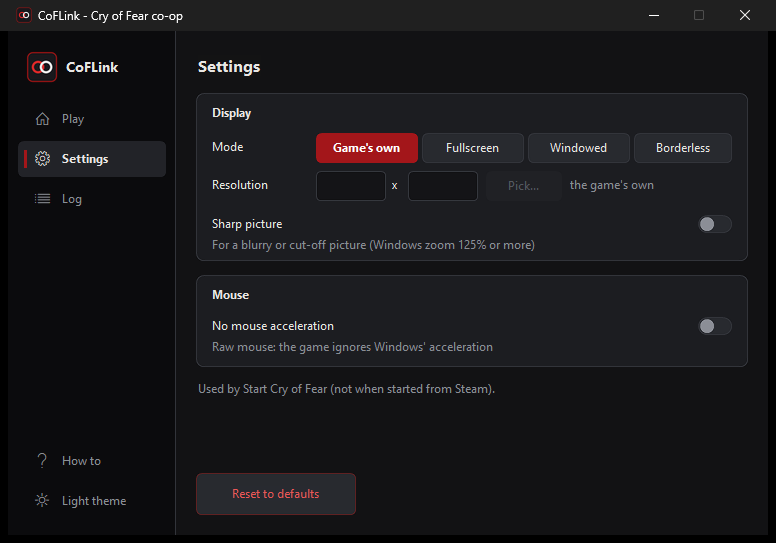 CoFLink - Cry of Fear co-op
CoFLink
Play
Settings
Log
How to
Light theme
Settings
Display
Mode
Game's own
Fullscreen
Windowed
Borderless
Resolution
x
Pick...
the game's own
Sharp picture
For a blurry or cut-off picture (Windows zoom 125% or more)
Mouse
No mouse acceleration
Raw mouse: the game ignores Windows' acceleration
Used by Start Cry of Fear (not when started from Steam).
Reset to defaults